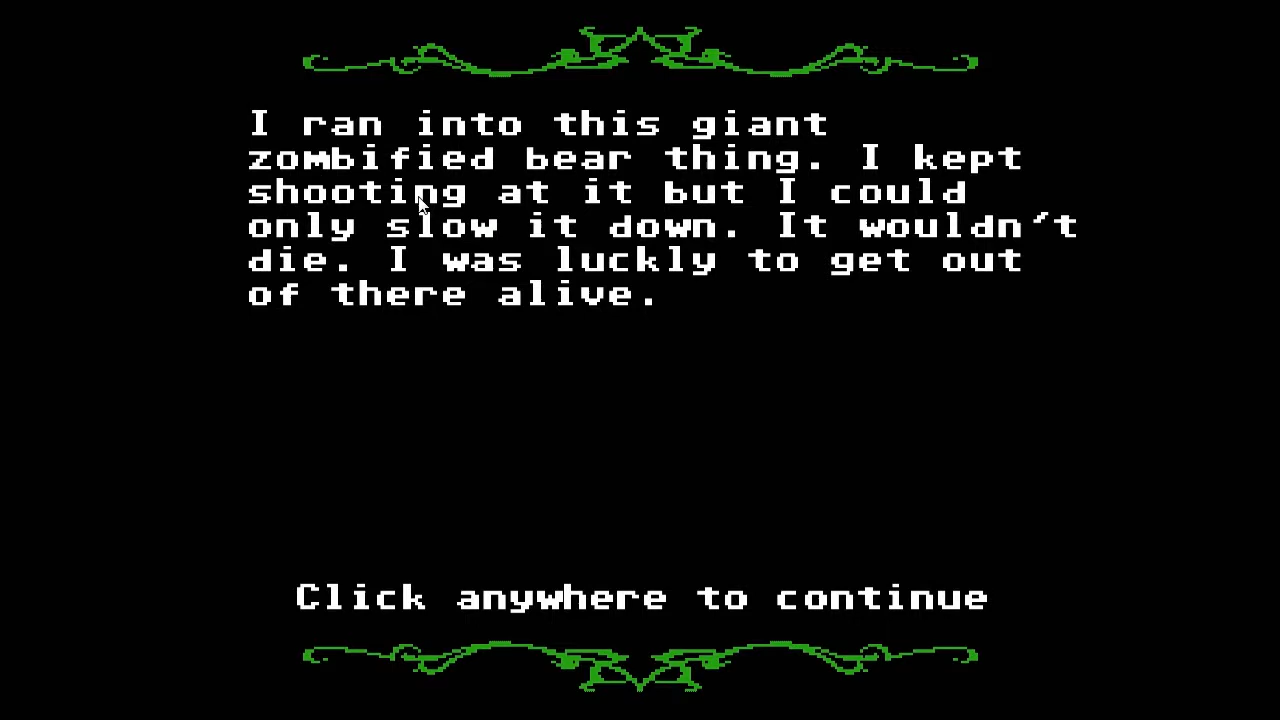 I ran into this giant
zombified bear thing. I kept
shooting at it but I could
only slow it down. It wouldn't
die. I was luckly to get out
of there alive.
Click anywhere to continue